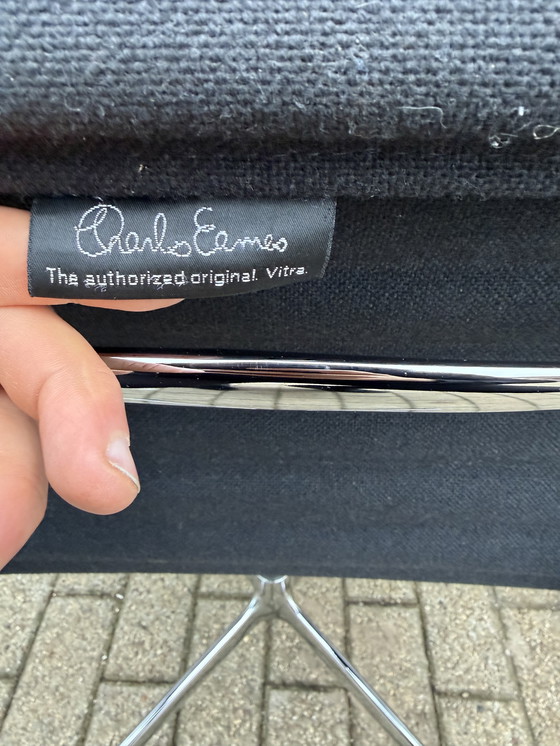 Charles Eames
The authorized original. Vitra.